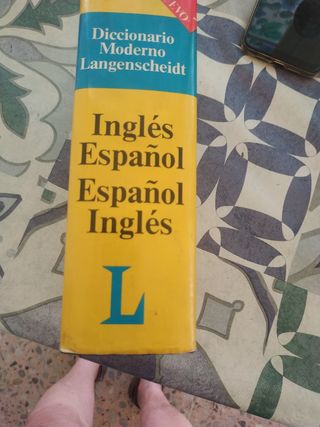 Diccionario
Moderno
Langenscheidt
Inglés
Español
Español
Inglés
L